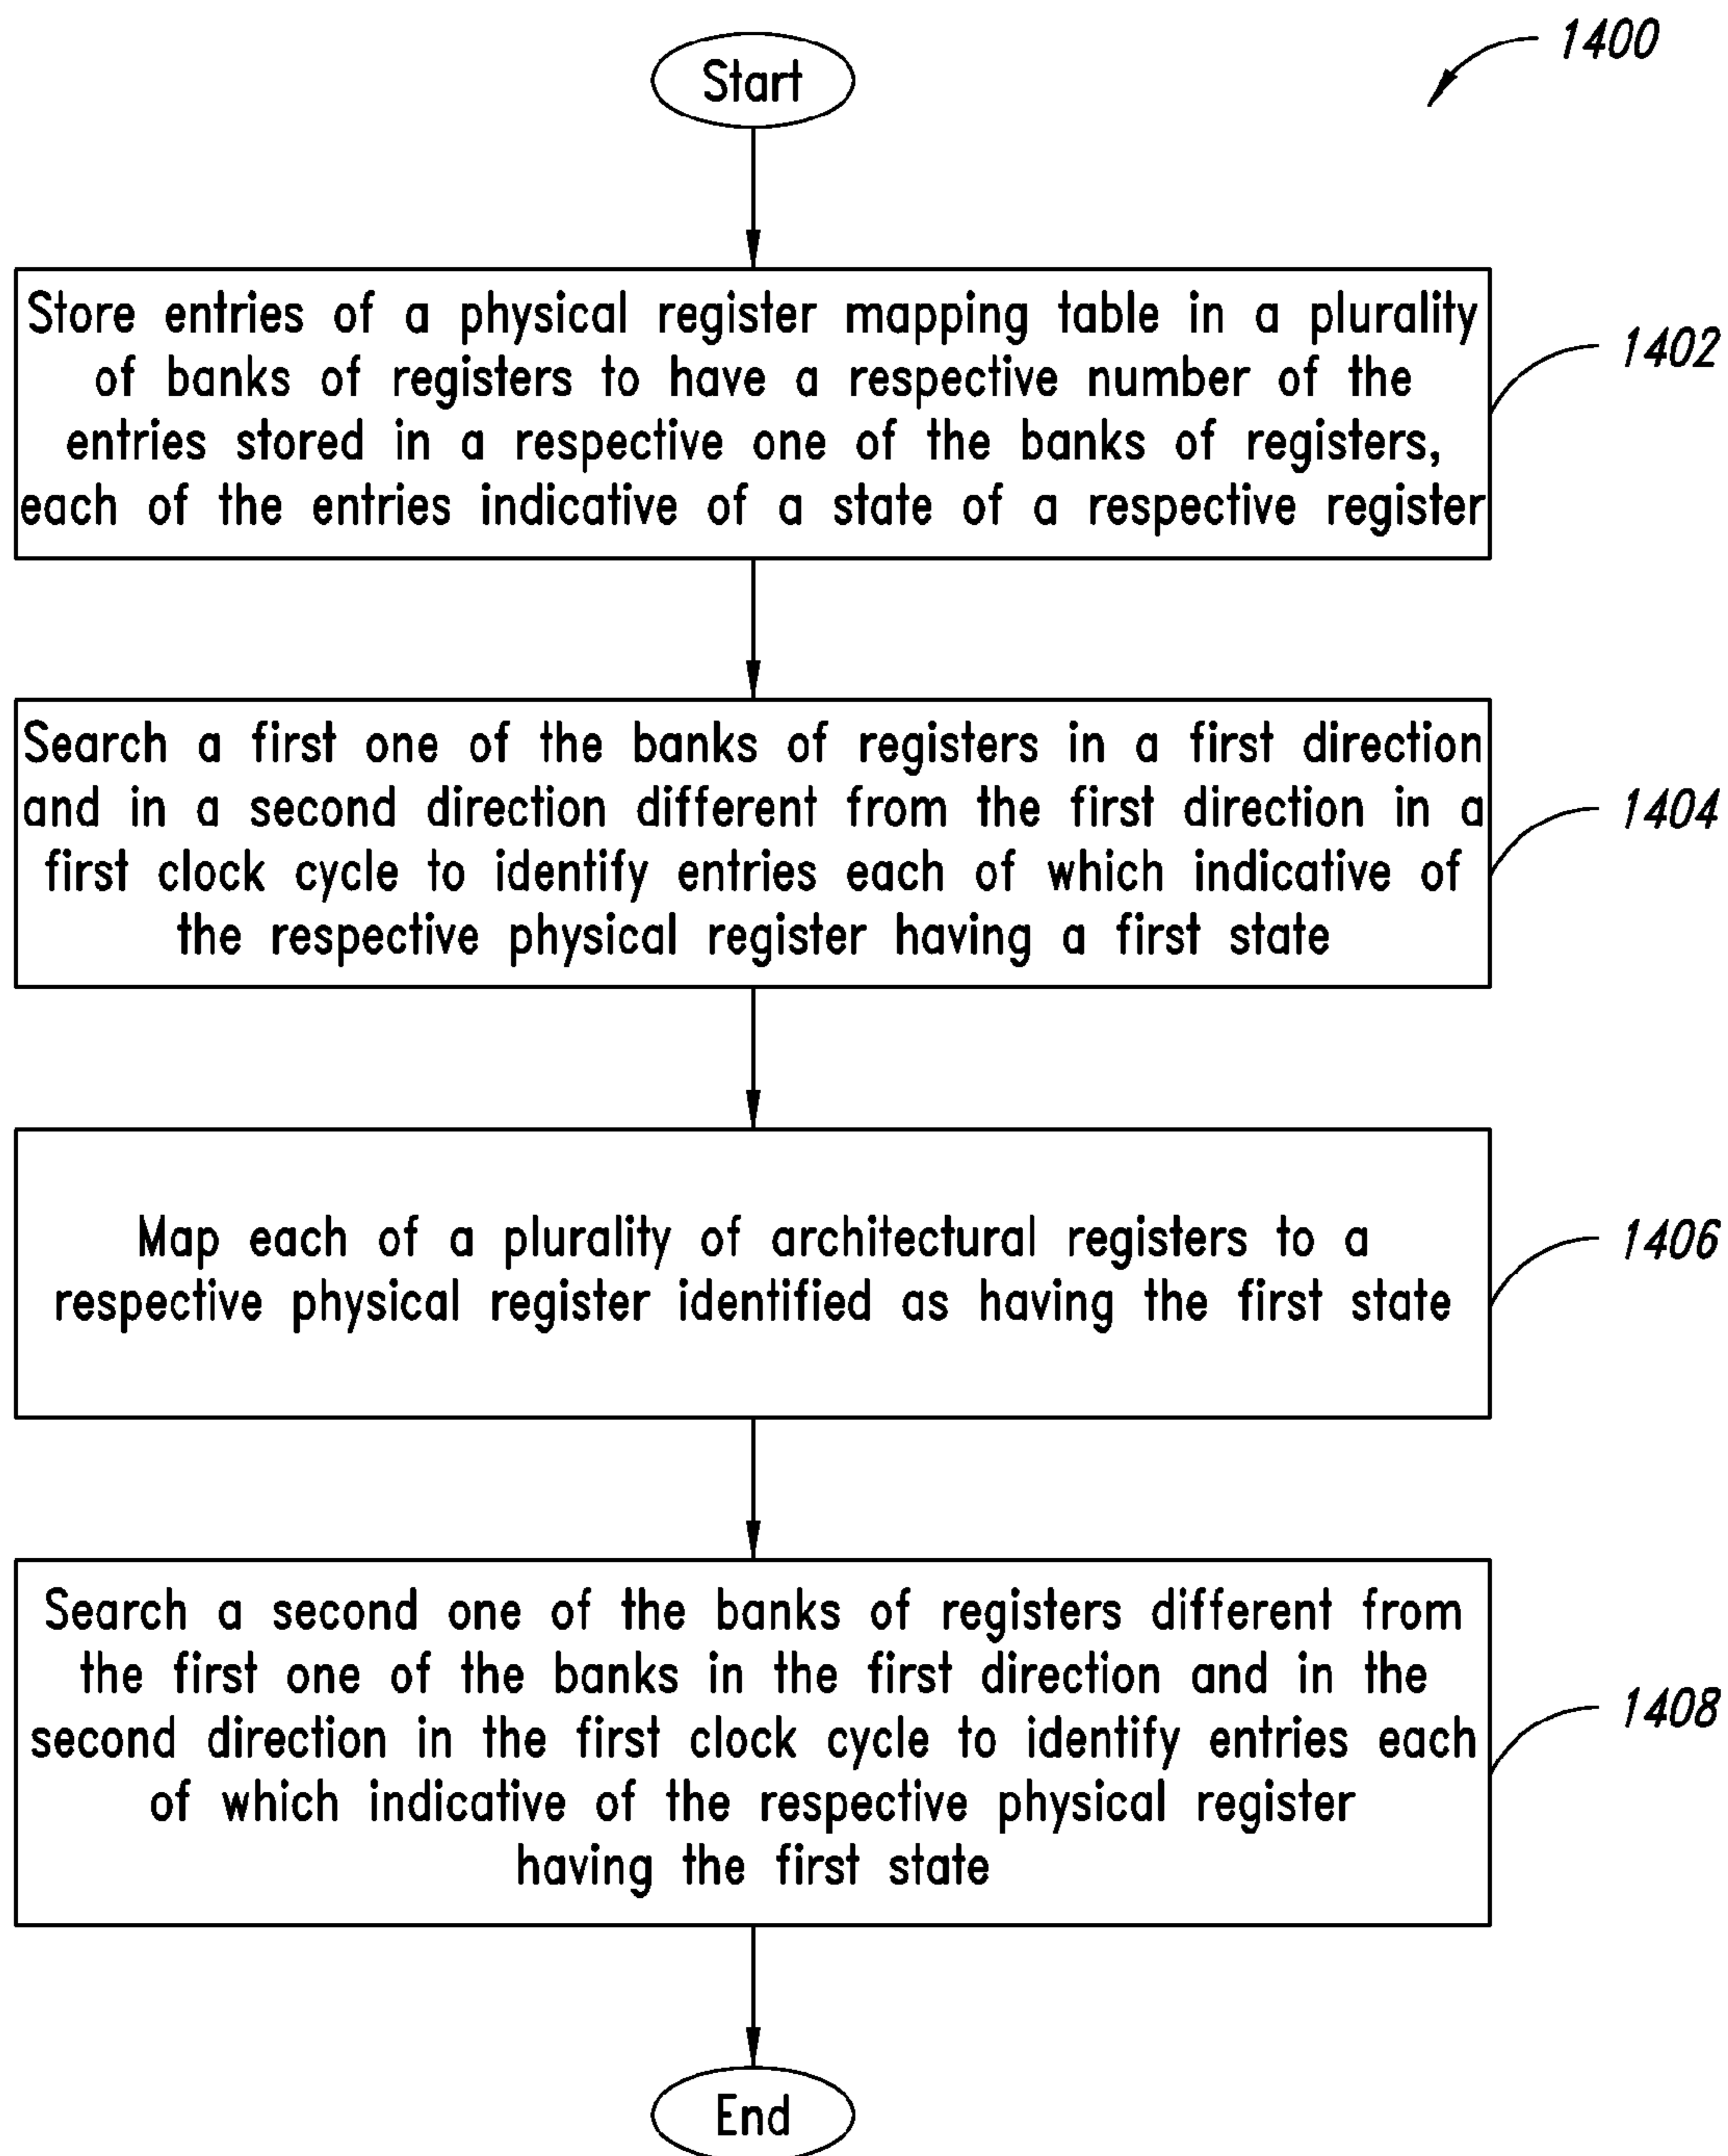 1400
Start
Store entries of a physical register mapping table in a plurality
of banks of registers to have a respective number of the
entries stored in a respective one of the banks of registers,
each of the entries indicative of a state of a respective register
1402
Search a first one of the banks of registers in a first direction
and in a second direction different from the first direction in a
first clock cycle to identify entries each of which indicative of
the respective physical register having a first state
1404
Map each of a plurality of architectural registers to a
respective physical register identified as having the first state
1406
Search a second one of the banks of registers different from
the first one of the banks in the first direction and in the
second direction in the first clock cycle to identify entries each
of which indicative of the respective physical register
having the first state
1408
End